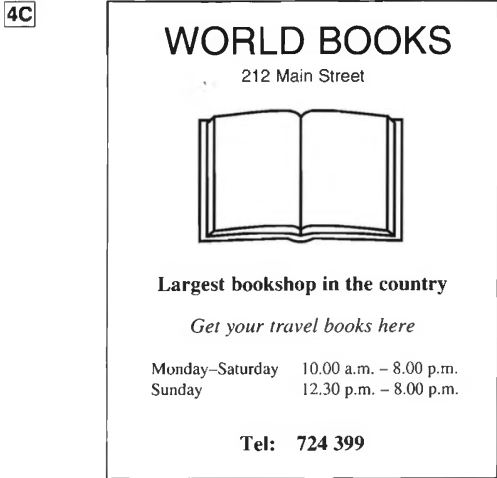 4C
WORLD BOOKS
212 Main Street
Largest bookshop in the country
Get your travel books here
Monday–Saturday 10.00 a.m. – 8.00 p.m.
Sunday 12.30 p.m. – 8.00 p.m.
Tel: 724 399